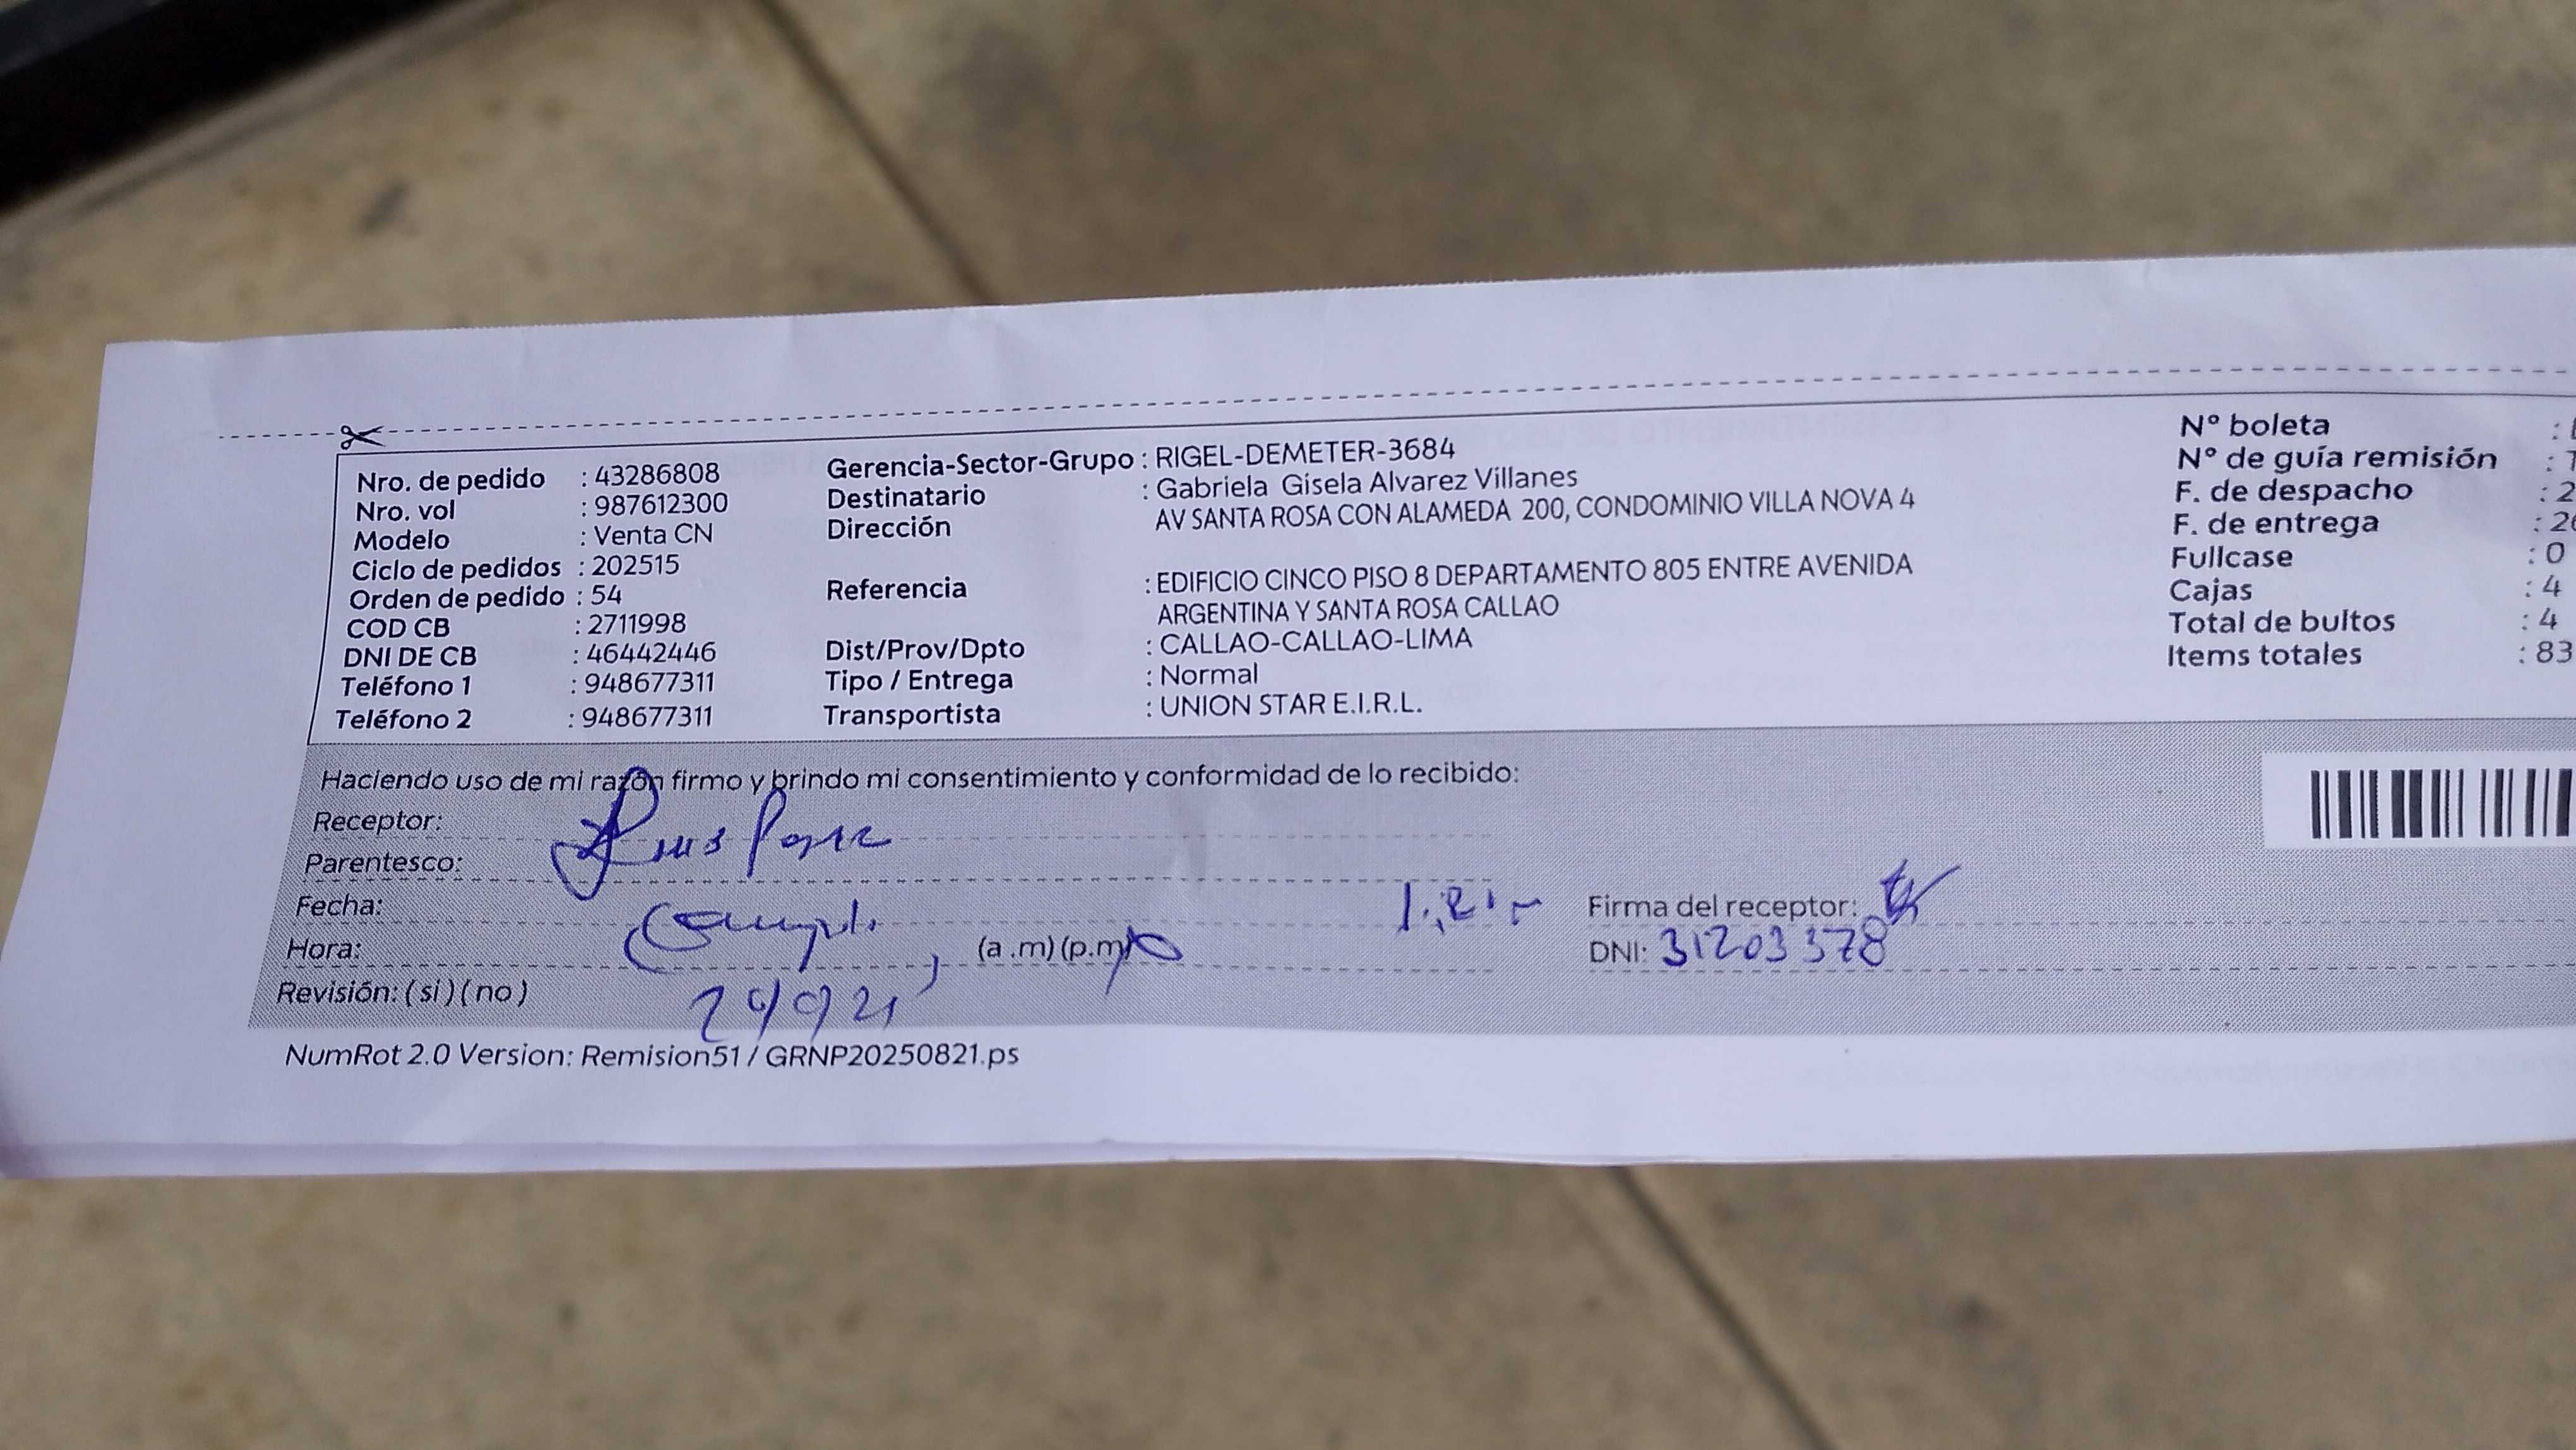 Nro. de pedido : 43286808
Nro. vol : 987612300
Modelo : Venta CN
Ciclo de pedidos : 202515
Orden de pedido : 54
COD CB : 2711998
DNI DE CB : 46442446
Teléfono 1 : 948677311
Teléfono 2 : 948677311
Gerencia-Sector-Grupo : RIGEL-DEMETER-3684
Destinatario : Gabriela Gisela Alvarez Villanes
Dirección AV SANTA ROSA CON ALAMEDA 200, CONDOMINIO VILLA NOVA 4
Referencia : EDIFICIO CINCO PISO 8 DEPARTAMENTO 805 ENTRE AVENIDA
ARGENTINA Y SANTA ROSA CALLAO
Dist/Prov/Dpto : CALLAO-CALLAO-LIMA
Tipo / Entrega : Normal
Transportista : UNION STAR E.I.R.L.
N° boleta :
N° de guía remisión :
F. de despacho : 2
F. de entrega : 2
Fullcase : 0
Cajas : 4
Total de bultos : 4
Items totales : 83
Haciendo uso de mi razón firmo y brindo mi consentimiento y conformidad de lo recibido:
Receptor: Luis
Parentesco:
Fecha:
Hora: (a .m) (p.m)
Revisión: ( si ) ( no )
Firma del receptor:
DNI: 31203378
NumRot 2.0 Version: Remision51 / GRNP20250821.ps